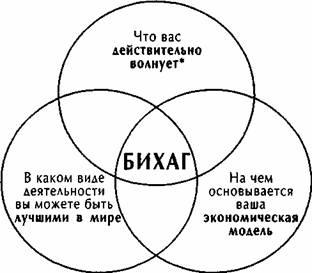 Что вас
действительно
волнует*
БИХАГ
В каком виде
деятельности
вы можете быть
лучшими в мире
На чем
основывается
ваша
экономическая
модель